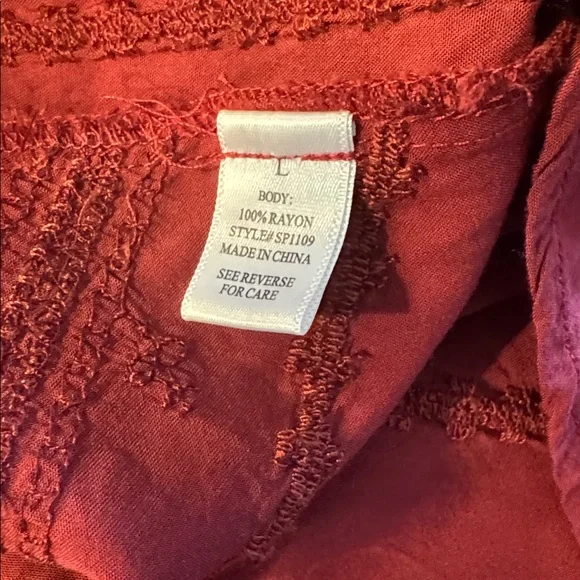 L
BODY:
100% RAYON
STYLE# SP1109
MADE IN CHINA
SEE REVERSE
FOR CARE